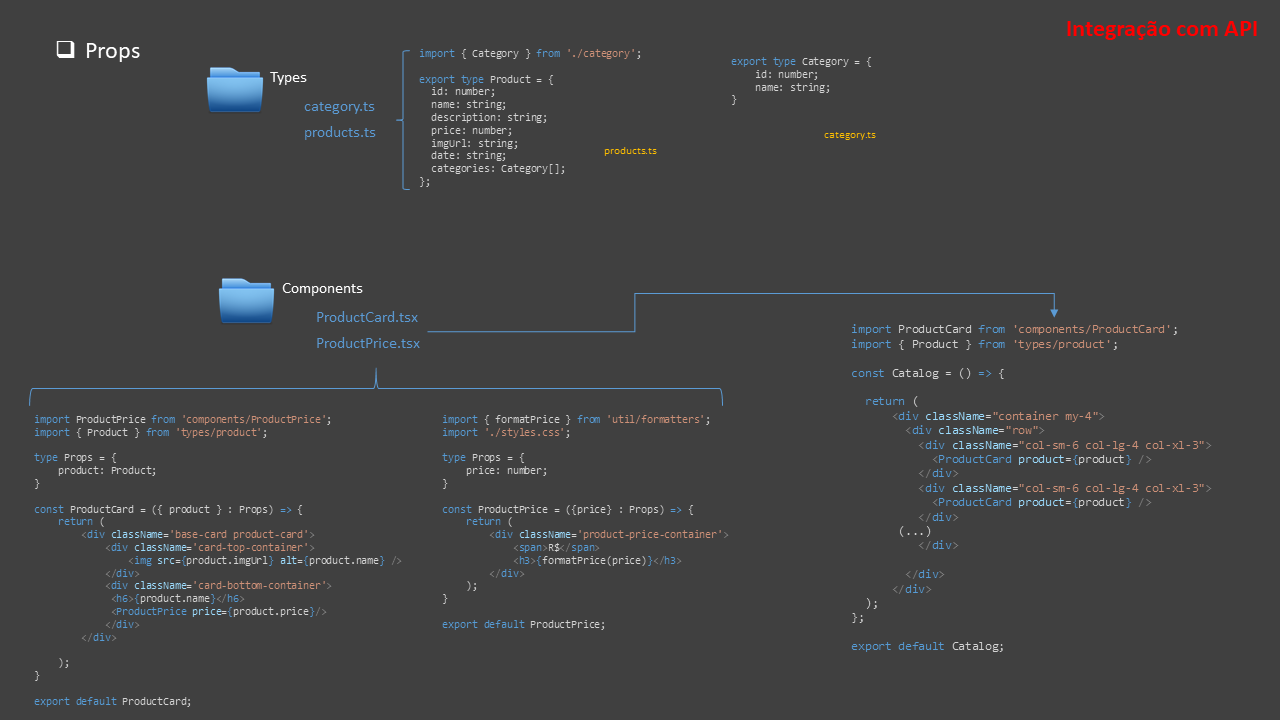 Integração com API
Props
Types
category.ts
products.ts
import { Category } from './category';
export type Product = {
id: number;
name: string;
description: string;
price: number;
imgUrl: string;
date: string;
categories: Category[];
};
products.ts
export type Category = {
id: number;
name: string;
}
category.ts
Components
ProductCard.tsx
ProductPrice.tsx
import ProductPrice from 'components/ProductPrice';
import { Product } from 'types/product';
type Props = {
product: Product;
}
const ProductCard = ({ product } : Props) => {
return (
<div className='base-card product-card'>
<div className='card-top-container'>
<img src={product.imgUrl} alt={product.name} />
</div>
<div className='card-bottom-container'>
<h6>{product.name}</h6>
<ProductPrice price={product.price}/>
</div>
</div>
);
}
export default ProductCard;
import { formatPrice } from 'util/formatters';
import './styles.css';
type Props = {
price: number;
}
const ProductPrice = ({price} : Props) => {
return (
<div className='product-price-container'>
<span>R$</span>
<h3>{formatPrice(price)}</h3>
</div>
);
}
export default ProductPrice;
import ProductCard from 'components/ProductCard';
import { Product } from 'types/product';
const Catalog = () => {
return (
<div className="container my-4">
<div className="row">
<div className="col-sm-6 col-lg-4 col-xl-3">
<ProductCard product={product} />
</div>
<div className="col-sm-6 col-lg-4 col-xl-3">
<ProductCard product={product} />
</div>
(...)
</div>
</div>
</div>
);
};
export default Catalog;